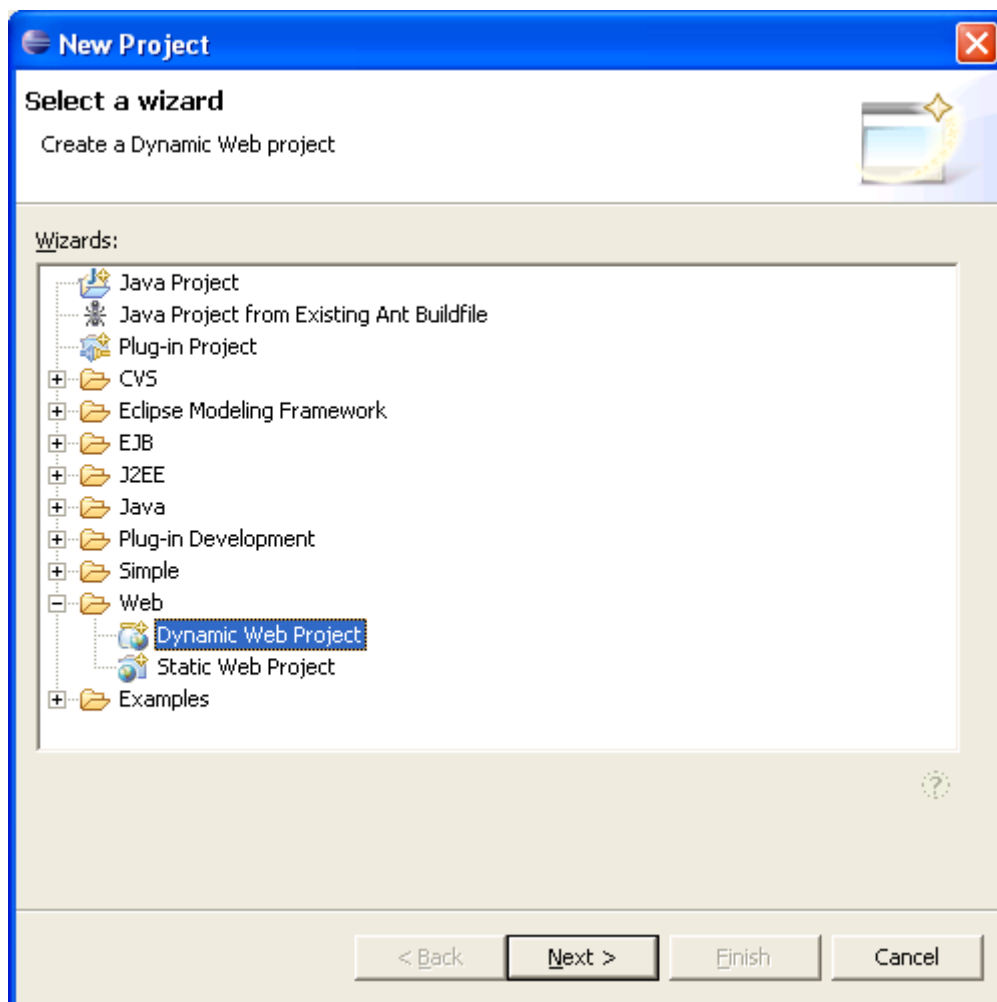 New Project
Select a wizard
Create a Dynamic Web project
Wizards:
Java Project
Java Project from Existing Ant Buildfile
Plug-in Project
CVS
Eclipse Modeling Framework
EJB
J2EE
Java
Plug-in Development
Simple
Web
Dynamic Web Project
Static Web Project
Examples
< Back Next > Finish Cancel